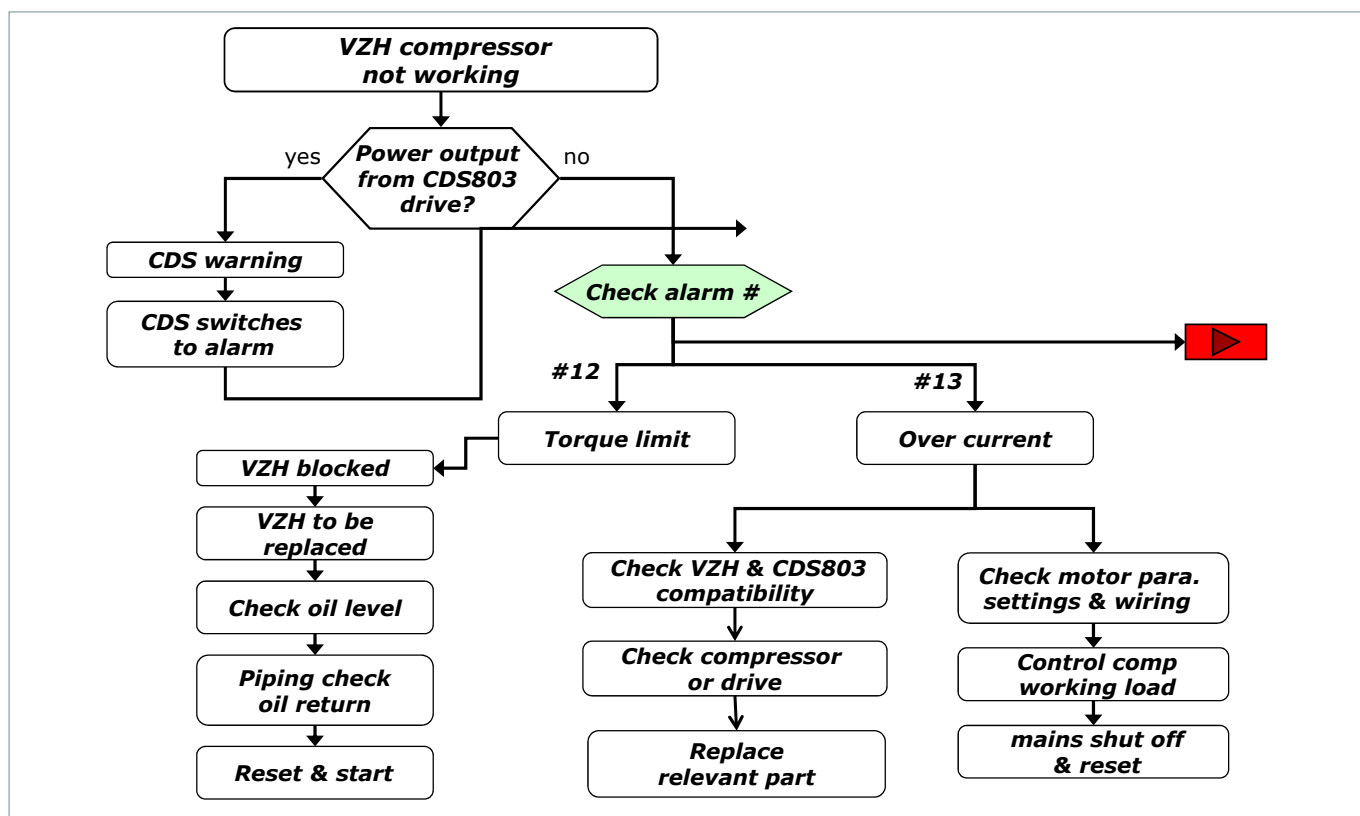 VZH compressor
not working
yes
Power output
from CDS803
drive?
no
CDS warning
CDS switches
to alarm
Check alarm #
#12
#13
Torque limit
Over current
VZH blocked
VZH to be
replaced
Check oil level
Piping check
oil return
Reset & start
Check VZH & CDS803
compatibility
Check compressor
or drive
Replace
relevant part
Check motor para.
settings & wiring
Control comp
working load
mains shut off
& reset